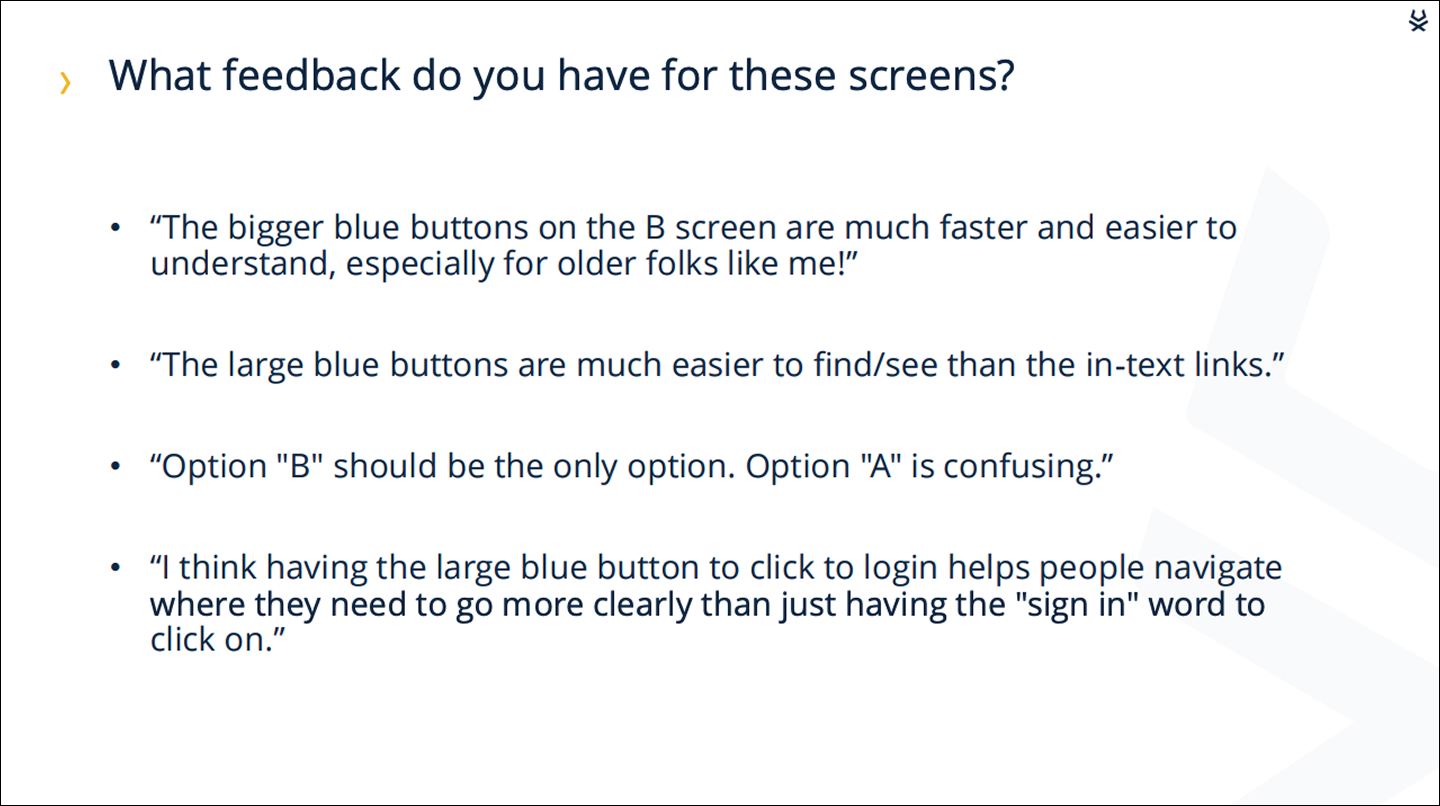 What feedback do you have for these screens?
• “The bigger blue buttons on the B screen are much faster and easier to
understand, especially for older folks like me!”
• “The large blue buttons are much easier to find/see than the in-text links.”
• “Option "B" should be the only option. Option "A" is confusing.”
• “I think having the large blue button to click to login helps people navigate
where they need to go more clearly than just having the "sign in" word to
click on.”